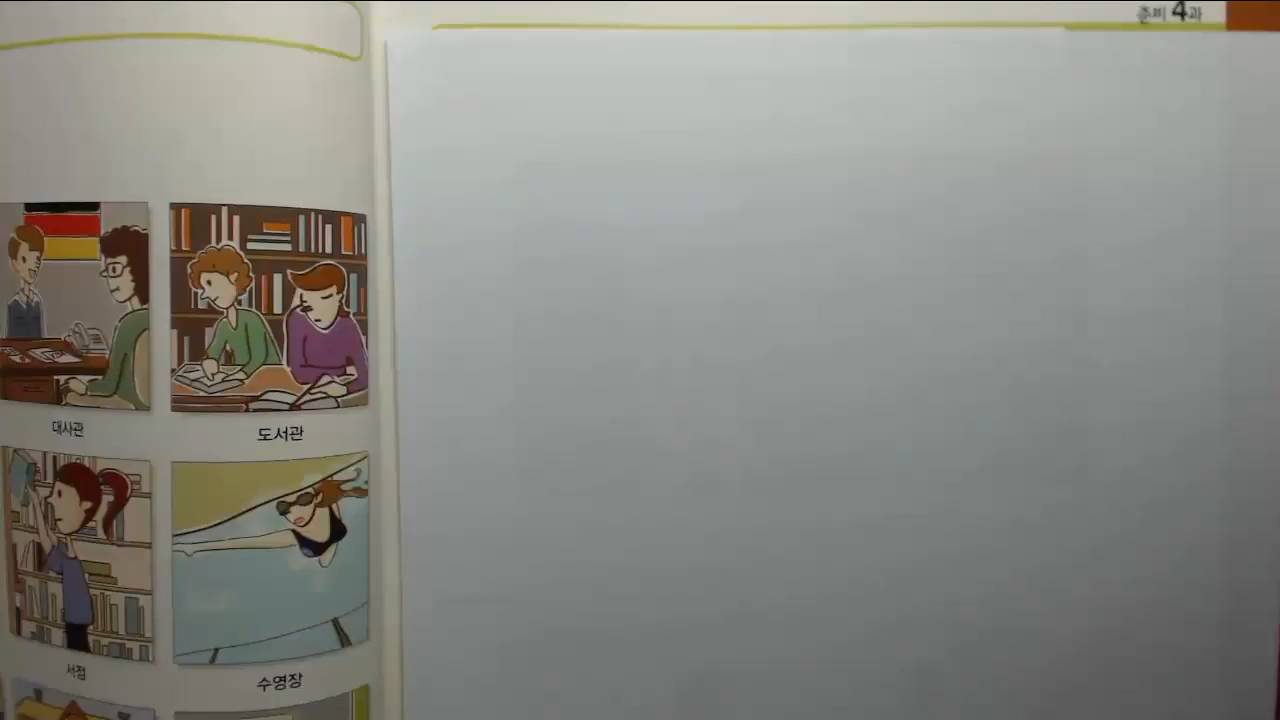 준비 4과
대사관
도서관
서점
수영장